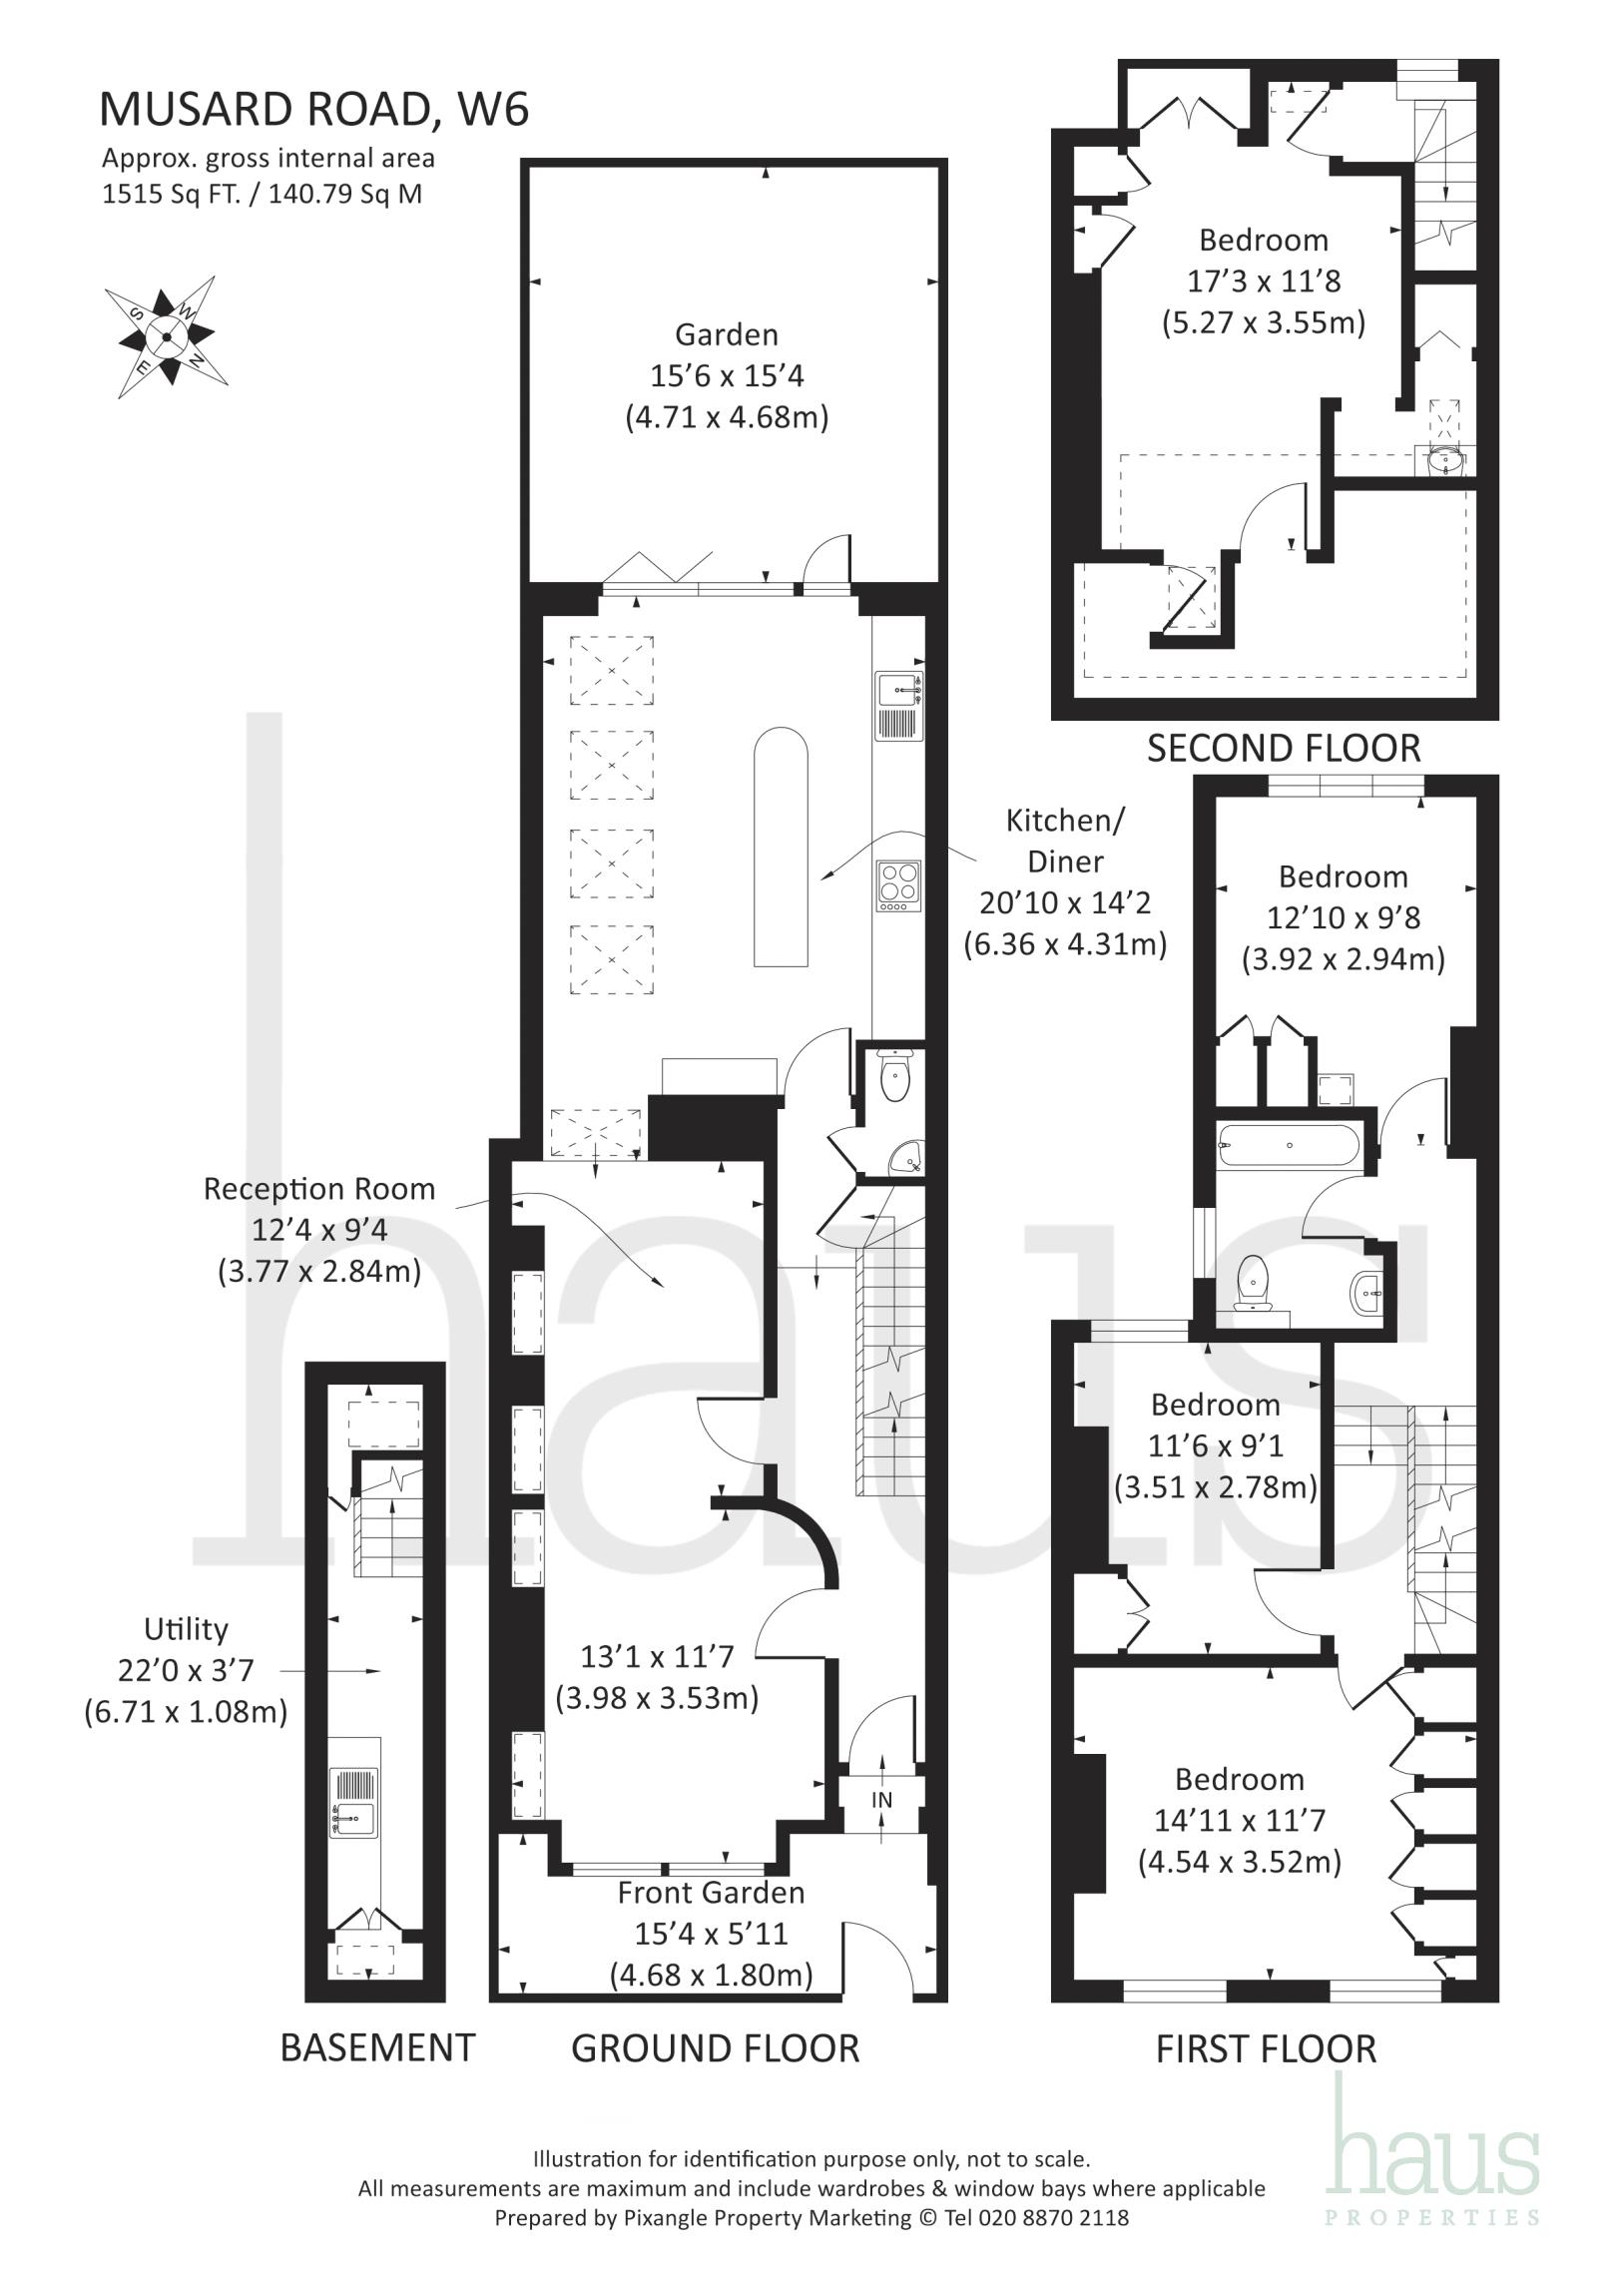 MUSARD ROAD, W6
Approx. gross internal area
1515 Sq FT. / 140.79 Sq M
S
W
E
N
Garden
15’6 x 15’4
(4.71 x 4.68m)
Bedroom
17’3 x 11’8
(5.27 x 3.55m)
SECOND FLOOR
Kitchen/
Diner
20’10 x 14’2
(6.36 x 4.31m)
Bedroom
12’10 x 9’8
(3.92 x 2.94m)
Reception Room
12’4 x 9’4
(3.77 x 2.84m)
haus
Bedroom
11’6 x 9’1
(3.51 x 2.78m)
Utility
22’0 x 3’7
(6.71 x 1.08m)
13’1 x 11’7
(3.98 x 3.53m)
IN
Bedroom
14’11 x 11’7
(4.54 x 3.52m)
Front Garden
15’4 x 5’11
(4.68 x 1.80m)
BASEMENT
GROUND FLOOR
FIRST FLOOR
Illustration for identification purpose only, not to scale.
All measurements are maximum and include wardrobes & window bays where applicable
Prepared by Pixangle Property Marketing © Tel 020 8870 2118
haus
PROPERTIES